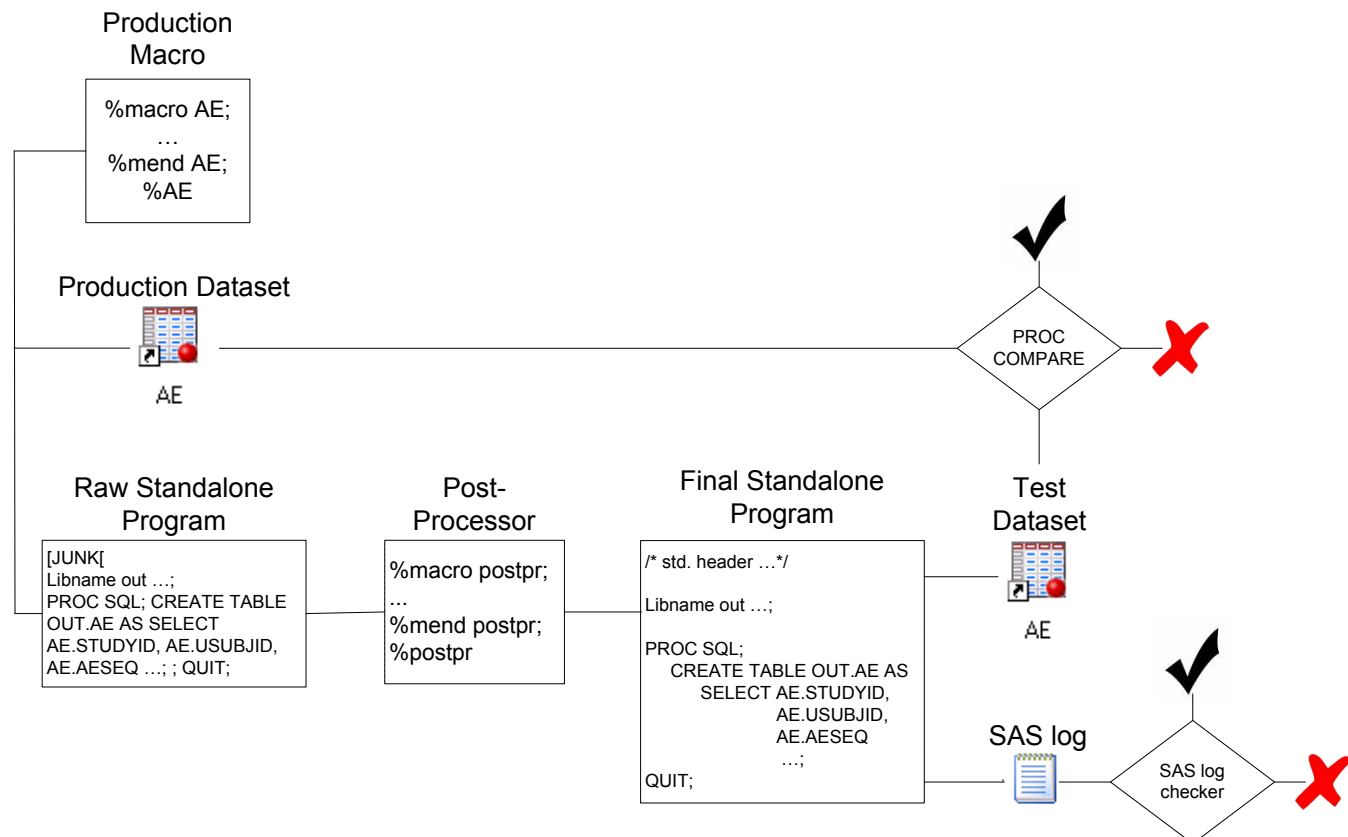 Production
Macro
%macro AE;
…
%mend AE;
%AE
Production Dataset
AE
PROC
COMPARE
Raw Standalone
Program
[JUNK[
Libname out …;
PROC SQL; CREATE TABLE
OUT.AE AS SELECT
AE.STUDYID, AE.USUBJID,
AE.AESEQ …; ; QUIT;
Post-
Processor
%macro postpr;
...
%mend postpr;
%postpr
Final Standalone
Program
/* std. header …*/
Libname out …;
PROC SQL;
CREATE TABLE OUT.AE AS
SELECT AE.STUDYID,
AE.USUBJID,
AE.AESEQ
…;
QUIT;
Test
Dataset
AE
SAS log
SAS log
checker